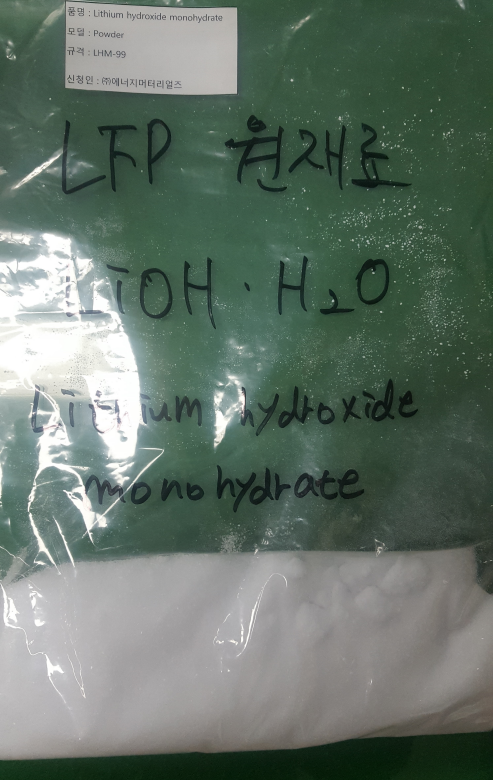 품명 : Lithium hydroxide monohydrate
모델 : Powder
규격 : LHM-99
신청인 : ㈜에너지머터리얼즈
LFP 원재료
LiOH · H₂O
Lithium hydroxide
monohydrate